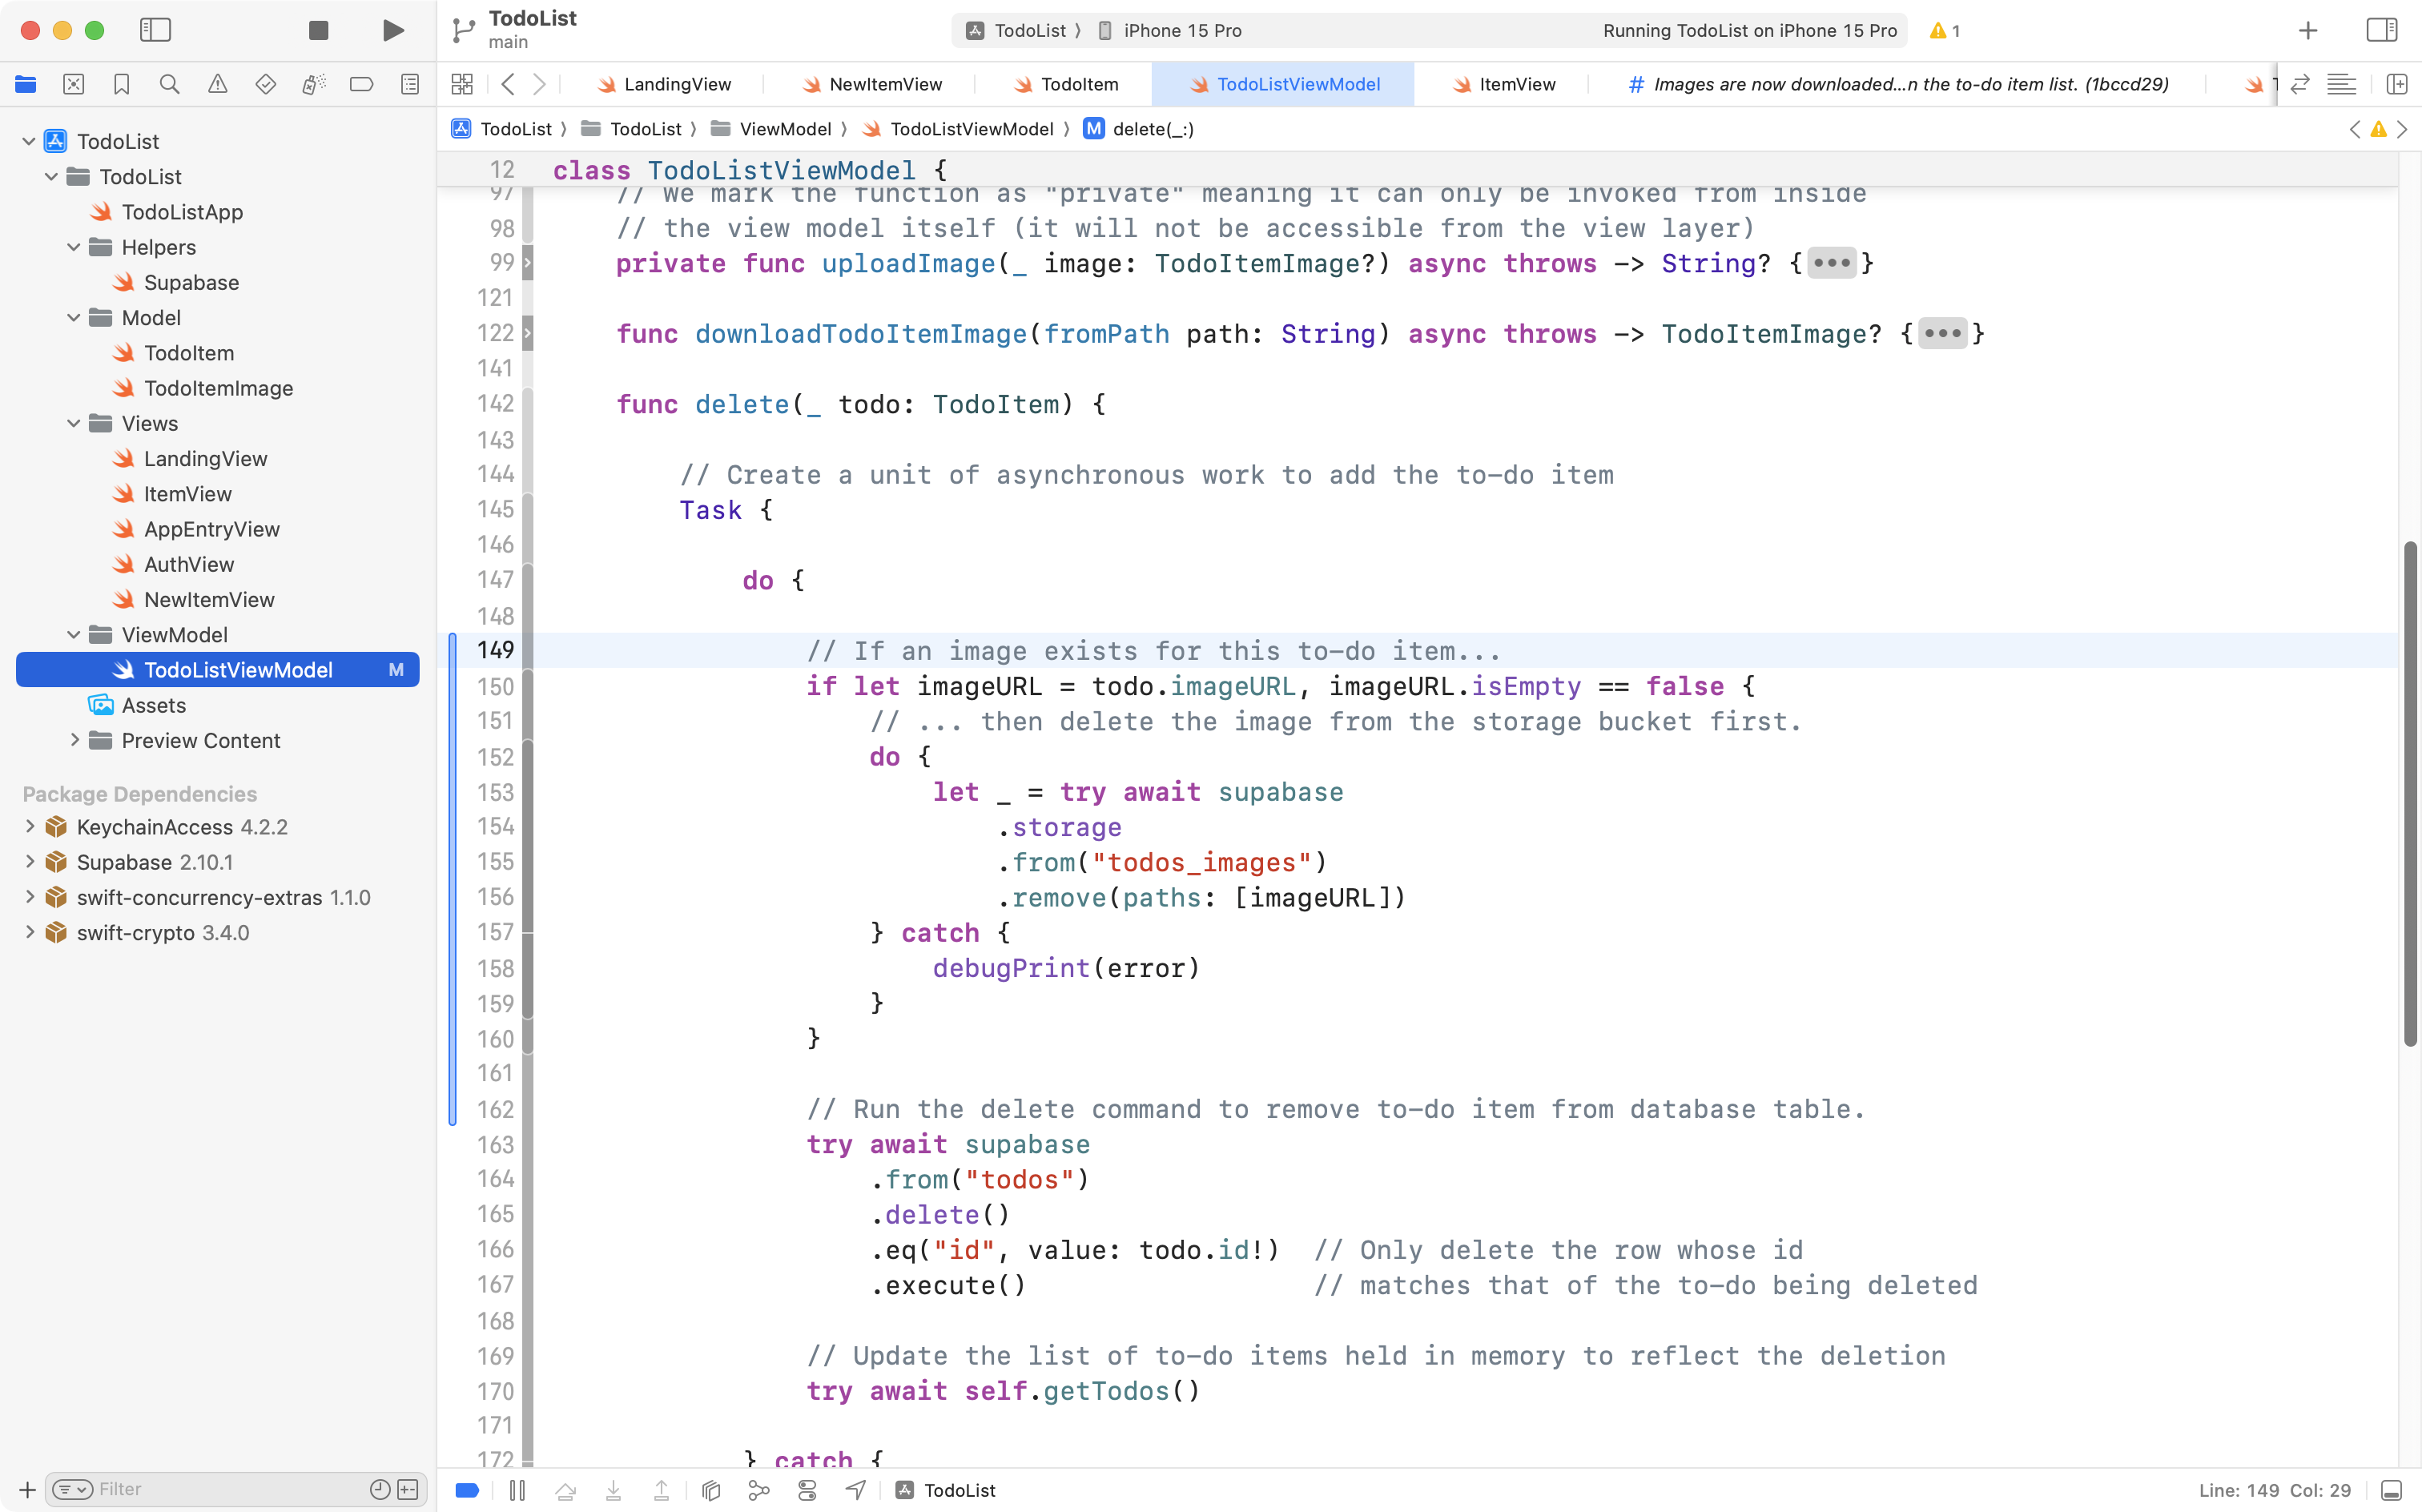 TodoList
main
TodoList 〉 iPhone 15 Pro
Running TodoList on iPhone 15 Pro
1
LandingView
NewItemView
TodoItem
TodoListViewModel
ItemView
# Images are now downloaded...n the to-do item list. (1bccd29)
TodoList 〉 TodoList 〉 ViewModel 〉 TodoListViewModel 〉 M delete(_:)
TodoList
TodoList
TodoListApp
Helpers
Supabase
Model
TodoItem
TodoItemImage
Views
LandingView
ItemView
AppEntryView
AuthView
NewItemView
ViewModel
TodoListViewModel M
Assets
Preview Content
Package Dependencies
KeychainAccess 4.2.2
Supabase 2.10.1
swift-concurrency-extras 1.1.0
swift-crypto 3.4.0
Filter
12 class TodoListViewModel {
97 // We mark the function as "private" meaning it can only be invoked from inside
98 // the view model itself (it will not be accessible from the view layer)
99 private func uploadImage(_ image: TodoItemImage?) async throws -> String? {•••}
121
122 func downloadTodoItemImage(fromPath path: String) async throws -> TodoItemImage? {•••}
141
142 func delete(_ todo: TodoItem) {
143
144 // Create a unit of asynchronous work to add the to-do item
145 Task {
146
147 do {
148
149 // If an image exists for this to-do item...
150 if let imageURL = todo.imageURL, imageURL.isEmpty == false {
151 // ... then delete the image from the storage bucket first.
152 do {
153 let _ = try await supabase
154 .storage
155 .from("todos_images")
156 .remove(paths: [imageURL])
157 } catch {
158 debugPrint(error)
159 }
160 }
161
162 // Run the delete command to remove to-do item from database table.
163 try await supabase
164 .from("todos")
165 .delete()
166 .eq("id", value: todo.id!) // Only delete the row whose id
167 .execute() // matches that of the to-do being deleted
168
169 // Update the list of to-do items held in memory to reflect the deletion
170 try await self.getTodos()
171
172 } catch {
TodoList
Line: 149 Col: 29